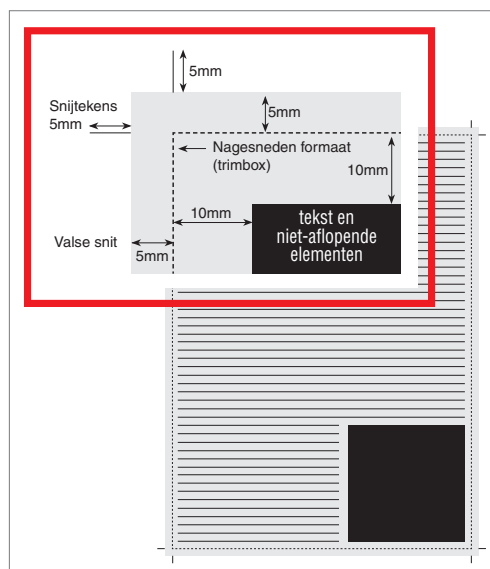 5mm
Snijtekens
5mm
5mm
Nagesneden formaat
(trimbox)
10mm
10mm
tekst en
niet-aflopende
elementen
Valse snit
5mm